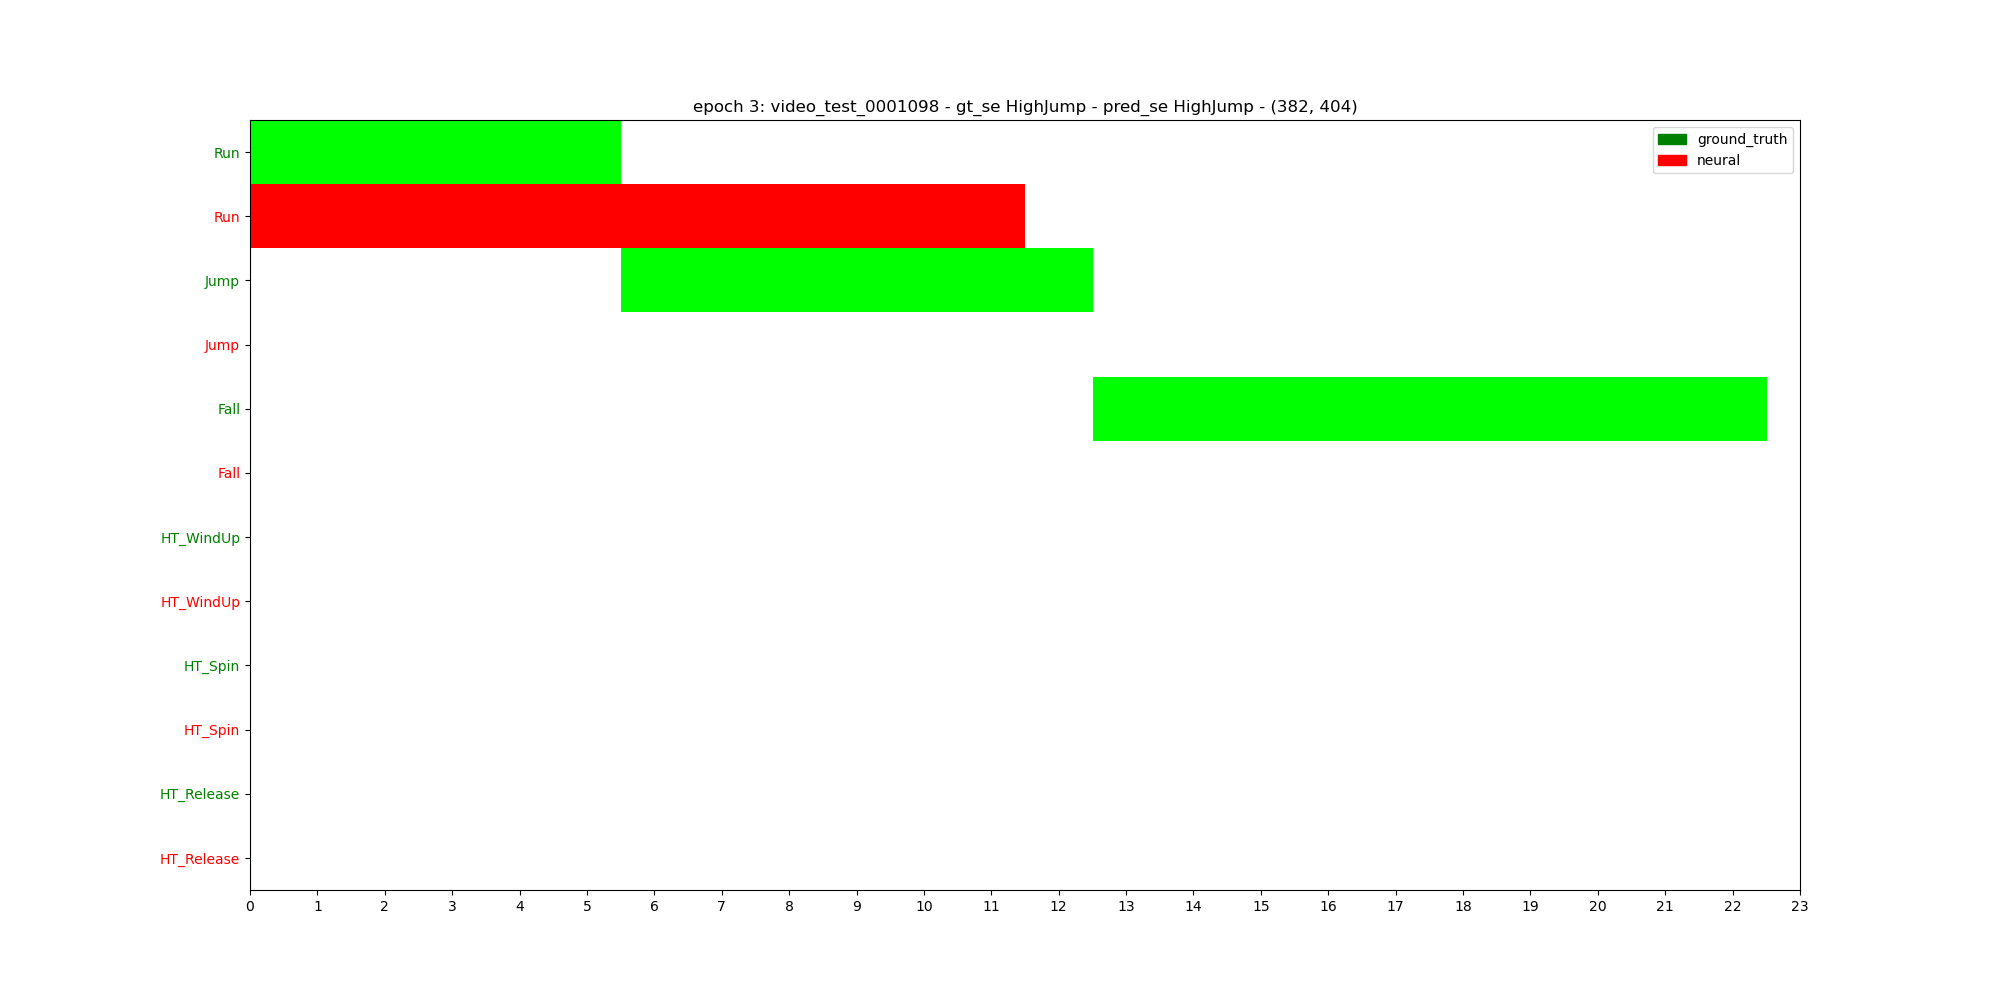 epoch 3: video_test_0001098 - gt_se HighJump - pred_se HighJump - (382, 404)
ground_truth
neural
Run
Run
Jump
Jump
Fall
Fall
HT_WindUp
HT_WindUp
HT_Spin
HT_Spin
HT_Release
HT_Release
0 1 2 3 4 5 6 7 8 9 10 11 12 13 14 15 16 17 18 19 20 21 22 23